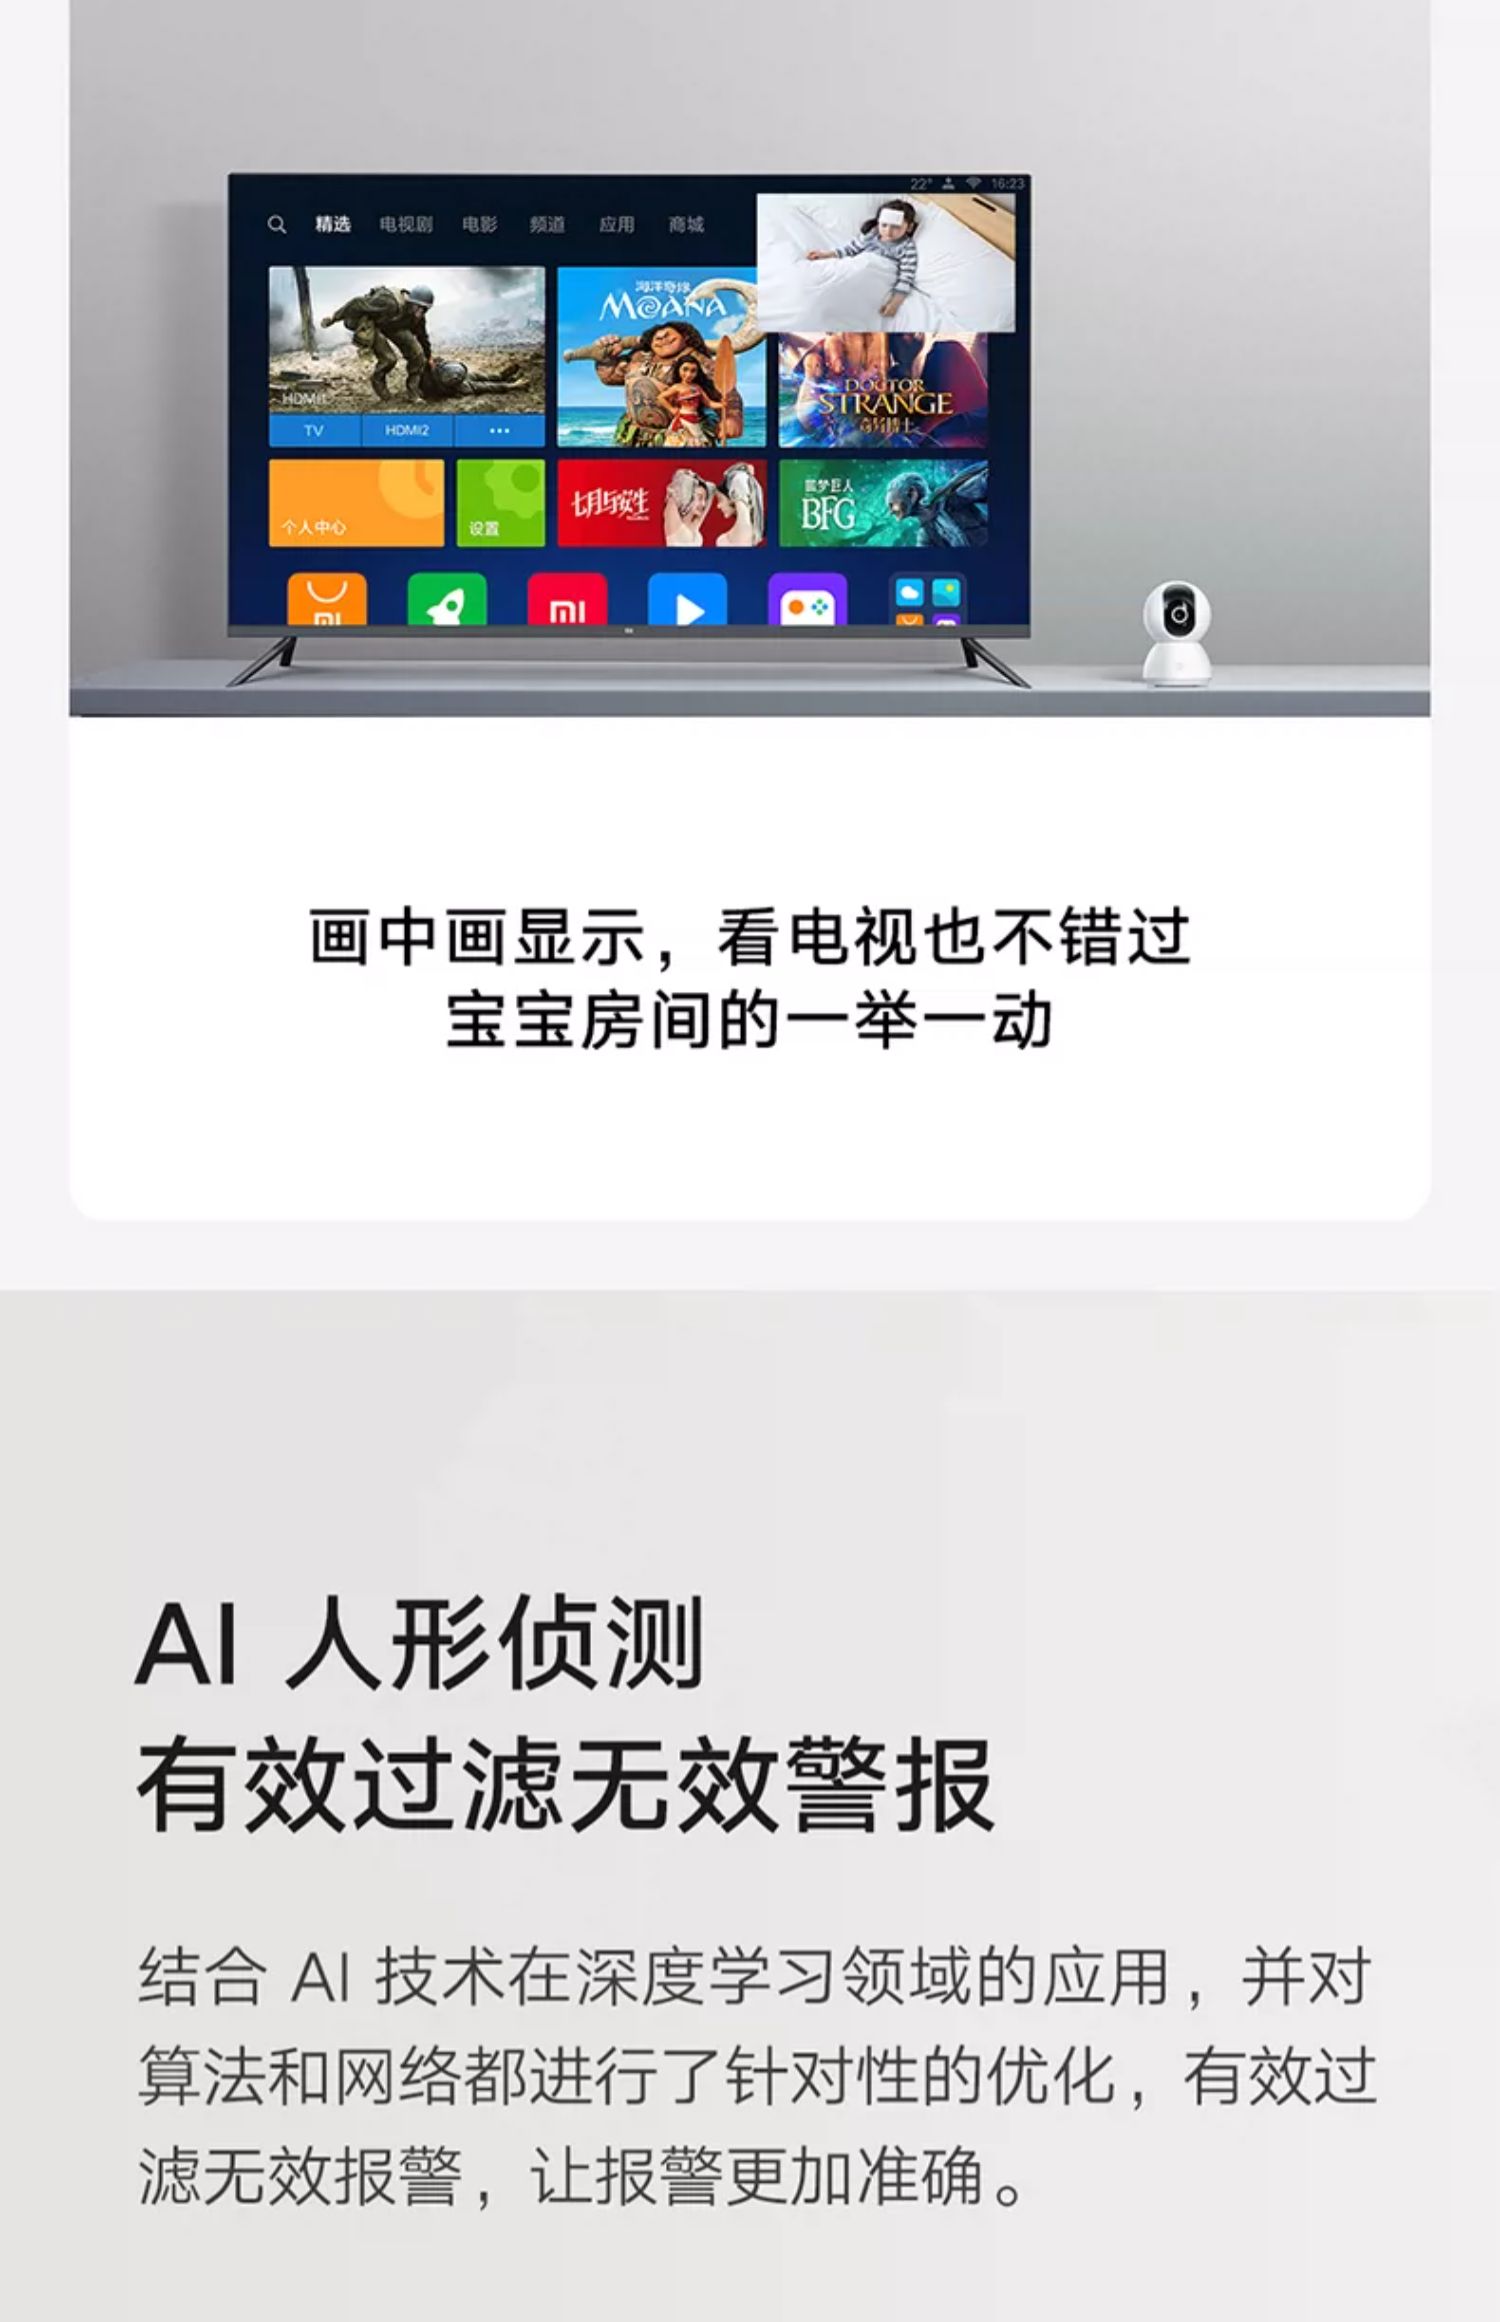 22° 16:23
精选 电视剧 电影 频道 应用 商城
海洋奇缘
MOANA
HDMI1
DOCTOR
STRANGE
奇异博士
TV HDMI2 •••
个人中心 设置
七月与安生
圆梦巨人
BFG
画中画显示，看电视也不错过
宝宝房间的一举一动
AI 人形侦测
有效过滤无效警报
结合 AI 技术在深度学习领域的应用，并对
算法和网络都进行了针对性的优化，有效过
滤无效报警，让报警更加准确。